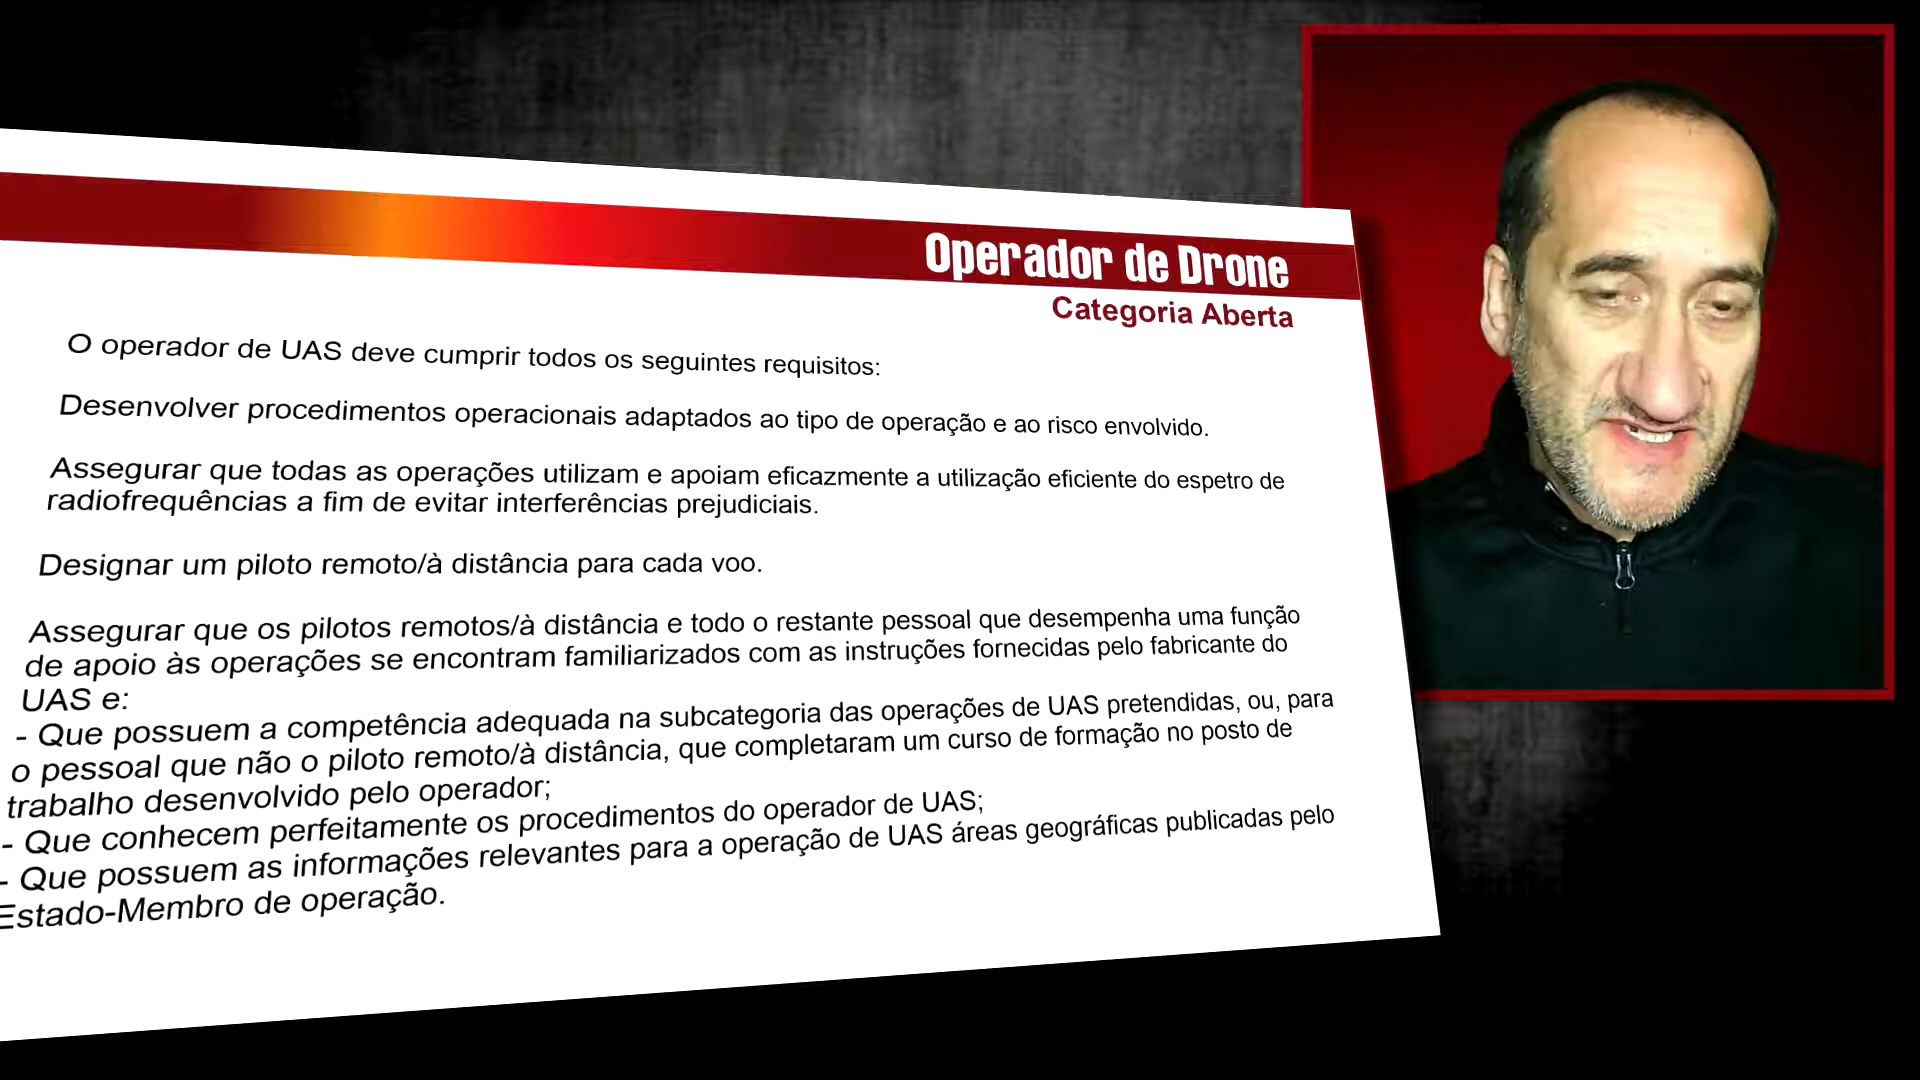 Operador de Drone
Categoria Aberta
O operador de UAS deve cumprir todos os seguintes requisitos:
Desenvolver procedimentos operacionais adaptados ao tipo de operação e ao risco envolvido.
Assegurar que todas as operações utilizam e apoiam eficazmente a utilização eficiente do espetro de
radiofrequências a fim de evitar interferências prejudiciais.
Designar um piloto remoto/à distância para cada voo.
Assegurar que os pilotos remotos/à distância e todo o restante pessoal que desempenha uma função
de apoio às operações se encontram familiarizados com as instruções fornecidas pelo fabricante do
UAS e:
- Que possuem a competência adequada na subcategoria das operações de UAS pretendidas, ou, para
o pessoal que não o piloto remoto/à distância, que completaram um curso de formação no posto de
trabalho desenvolvido pelo operador;
- Que conhecem perfeitamente os procedimentos do operador de UAS;
- Que possuem as informações relevantes para a operação de UAS áreas geográficas publicadas pelo
Estado-Membro de operação.